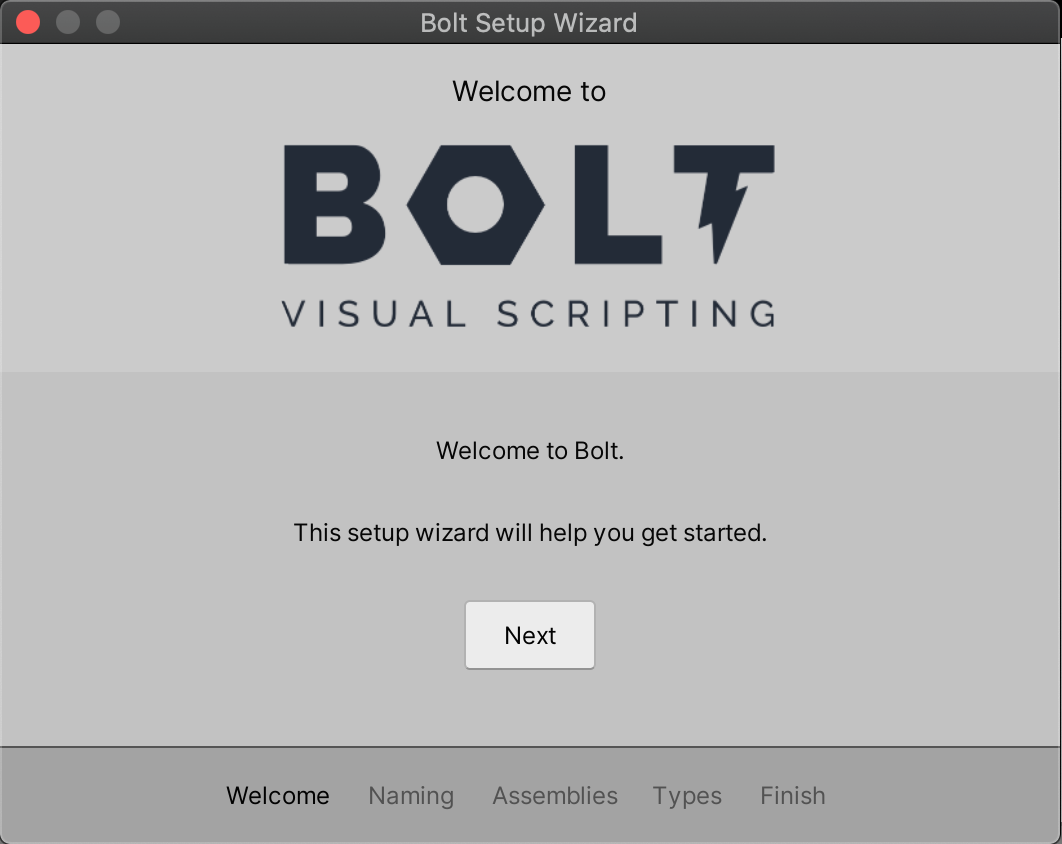 Bolt Setup Wizard
Welcome to
BOLT
VISUAL SCRIPTING
Welcome to Bolt.
This setup wizard will help you get started.
Next
Welcome Naming Assemblies Types Finish